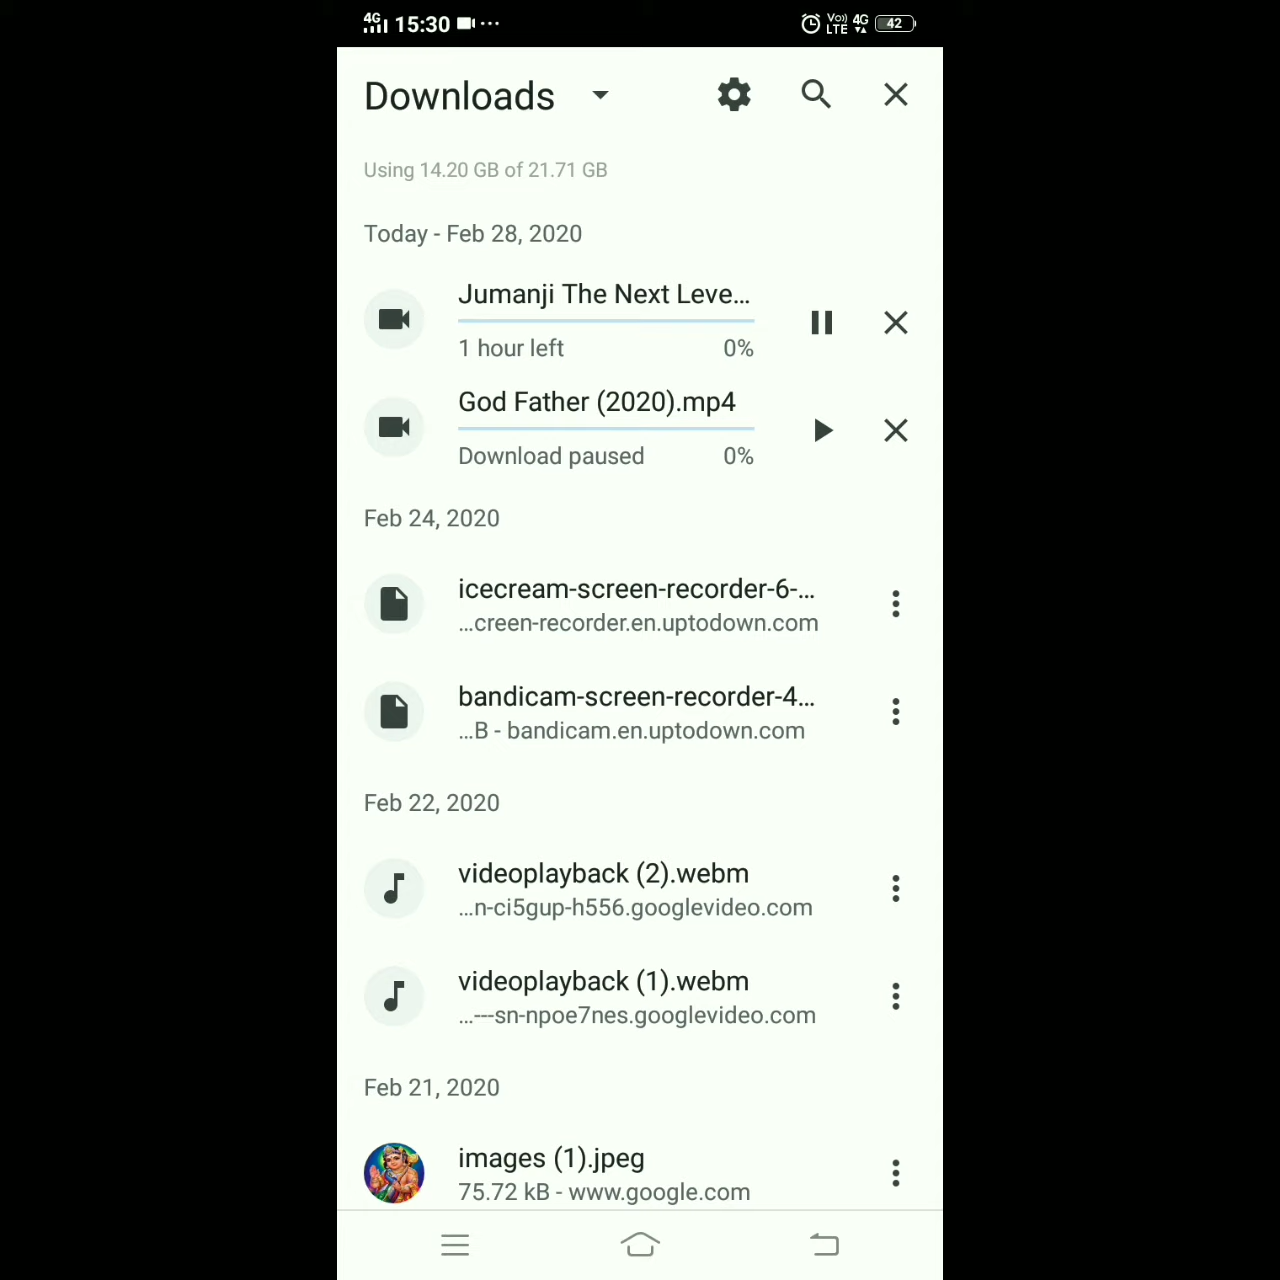 4G 15:30 ... Vo)) LTE 4G 42
Downloads
Using 14.20 GB of 21.71 GB
Today - Feb 28, 2020
Jumanji The Next Leve...
1 hour left 0%
God Father (2020).mp4
Download paused 0%
Feb 24, 2020
icecream-screen-recorder-6-...
...creen-recorder.en.uptodown.com
bandicam-screen-recorder-4...
...B - bandicam.en.uptodown.com
Feb 22, 2020
videoplayback (2).webm
...n-ci5gup-h556.googlevideo.com
videoplayback (1).webm
...---sn-npoe7nes.googlevideo.com
Feb 21, 2020
images (1).jpeg
75.72 kB - www.google.com